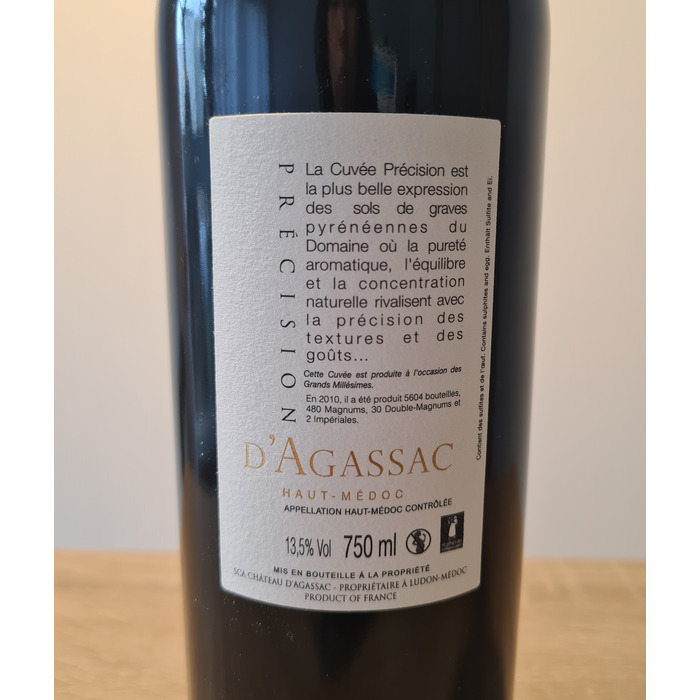 PRÉCISION
La Cuvée Précision est
la plus belle expression
des sols de graves
pyrénéennes du
Domaine où la pureté
aromatique, l'équilibre
et la concentration
naturelle rivalisent avec
la précision des
textures et des
goûts...
Cette Cuvée est produite à l'occasion des
Grands Millésimes.
En 2010, il a été produit 5604 bouteilles,
480 Magnums, 30 Double-Magnums et
2 Impériales.
Contient des sulfites et de l'œuf. Contains sulphites and egg. Enthält Sulfite und Ei.
D'AGASSAC
HAUT-MÉDOC
APPELLATION HAUT-MÉDOC CONTRÔLÉE
13,5% Vol 750 ml
MIS EN BOUTEILLE À LA PROPRIÉTÉ
SCA CHÂTEAU D'AGASSAC - PROPRIÉTAIRE À LUDON-MÉDOC
PRODUCT OF FRANCE